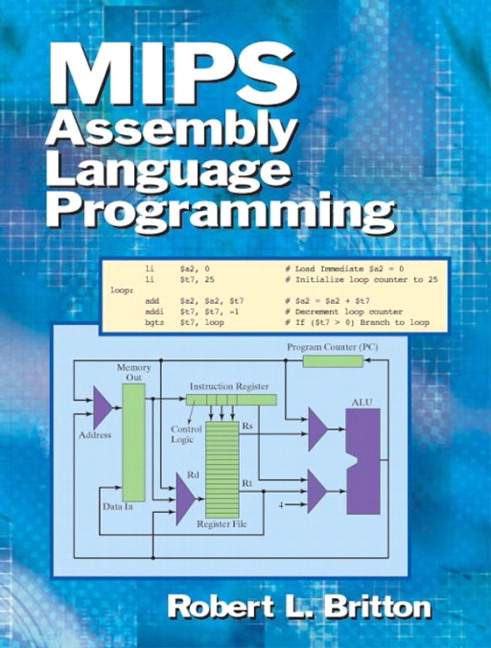 MIPS
Assembly
Language
Programming
li $a2, 0 # Load Immediate $a2 = 0
li $t7, 25 # Initialize loop counter to 25
loop:
add $a2, $a2, $t7 # $a2 = $a2 + $t7
addi $t7, $t7, -1 # Decrement loop counter
bgtz $t7, loop # If ($t7 > 0) Branch to loop
Program Counter (PC)
Memory
Out
Instruction Register
ALU
Address
Control
Logic
Rs
Rd
Rt
Data In
4
Register File
Robert L. Britton